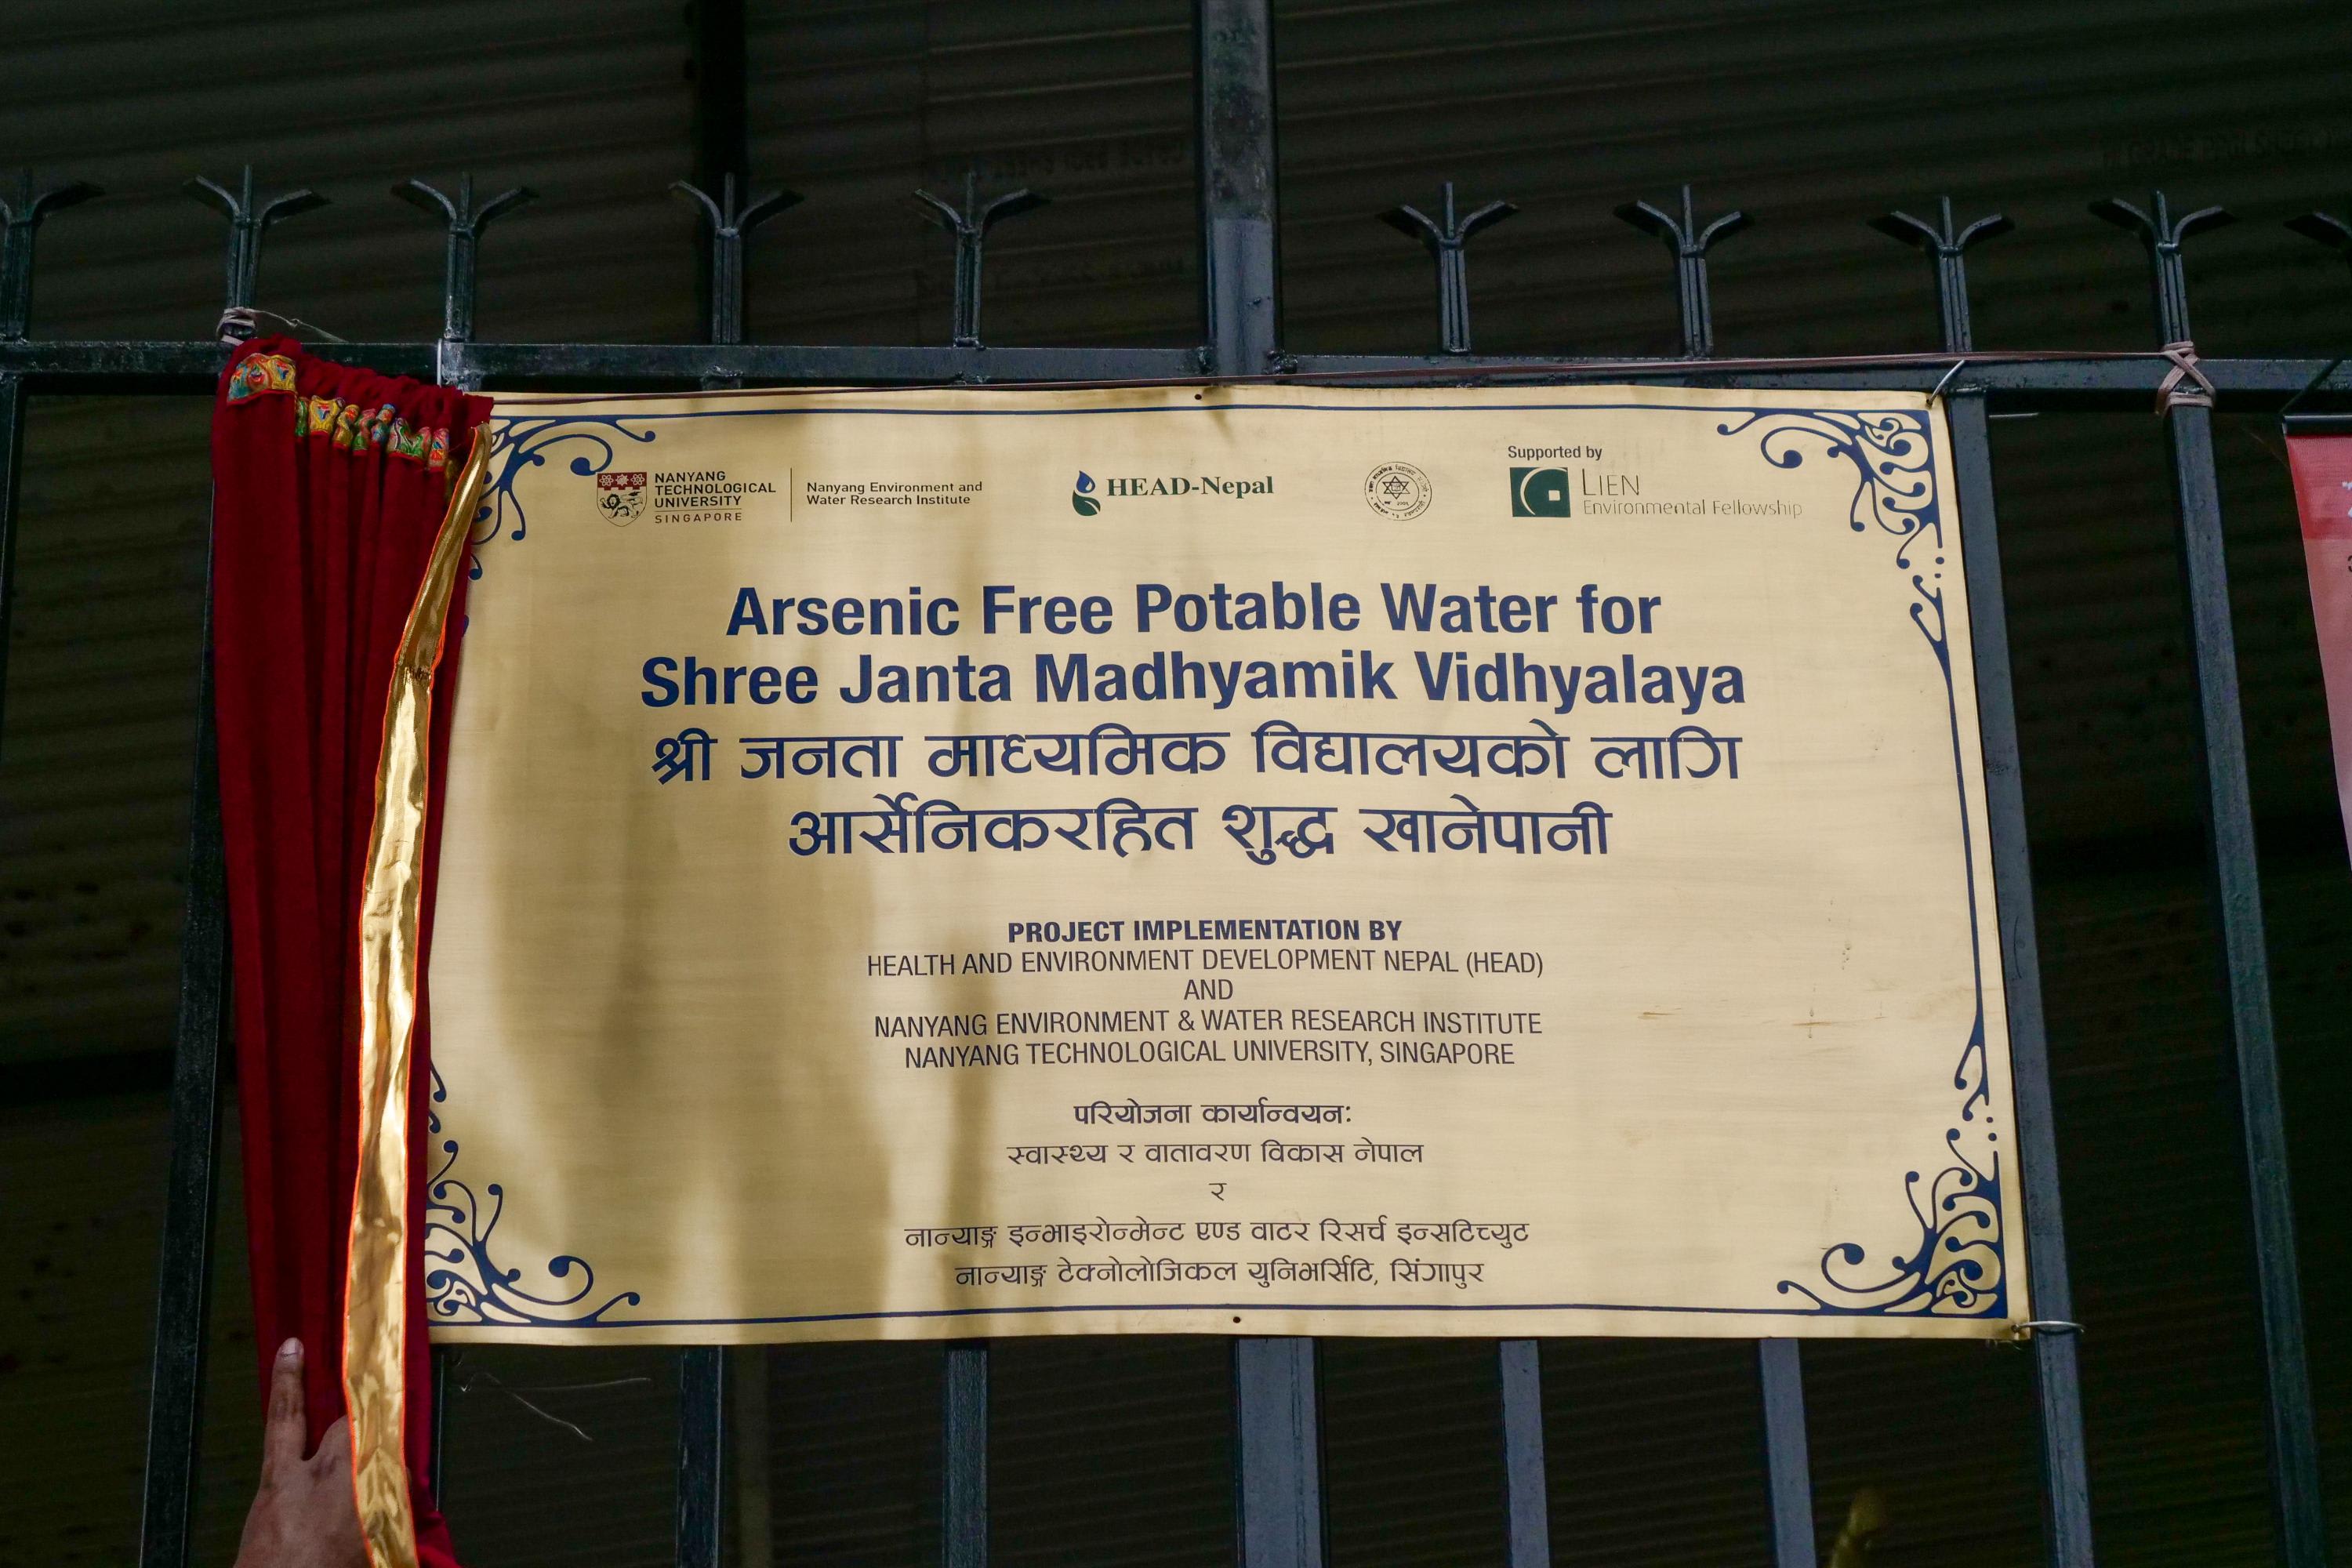 NANYANG
TECHNOLOGICAL
UNIVERSITY
SINGAPORE
Nanyang Environment and
Water Research Institute
HEAD-Nepal
Supported by
LIEN
Environmental Fellowship
Arsenic Free Potable Water for
Shree Janta Madhyamik Vidhyalaya
श्री जनता माध्यमिक विद्यालयको लागि
आर्सेनिकरहित शुद्ध खानेपानी
PROJECT IMPLEMENTATION BY
HEALTH AND ENVIRONMENT DEVELOPMENT NEPAL (HEAD)
AND
NANYANG ENVIRONMENT & WATER RESEARCH INSTITUTE
NANYANG TECHNOLOGICAL UNIVERSITY, SINGAPORE
परियोजना कार्यान्वयन:
स्वास्थ्य र वातावरण विकास नेपाल
र
नान्याङ्ग इन्भाइरोन्मेन्ट एण्ड वाटर रिसर्च इन्सटिच्युट
नान्याङ्ग टेक्नोलोजिकल युनिभर्सिटि, सिंगापुर